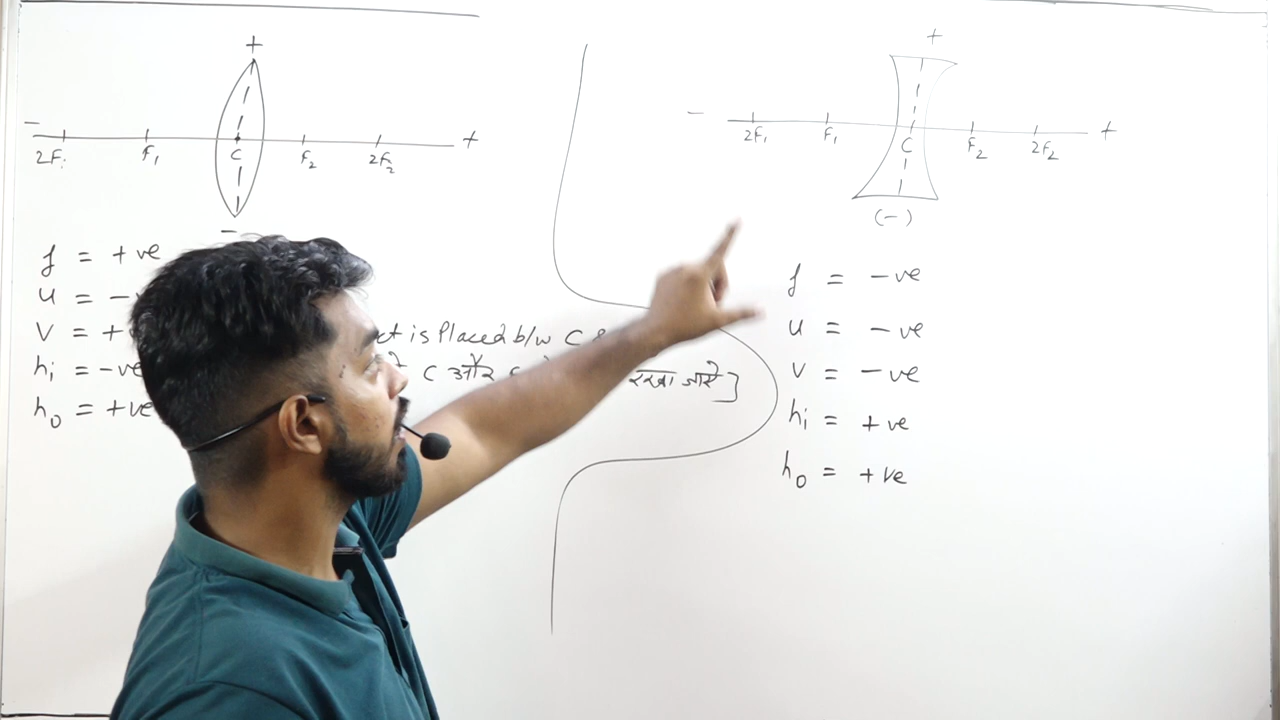 +
- +
2F₁ F₁ C F₂ 2F₂
-
f = +ve
u = -
v = + is Placed b/w C &
hi = -ve C और रखा जाये]
h₀ = +ve
+
- +
2F₁ F₁ C F₂ 2F₂
(-)
f = -ve
u = -ve
v = -ve
hi = +ve
h₀ = +ve